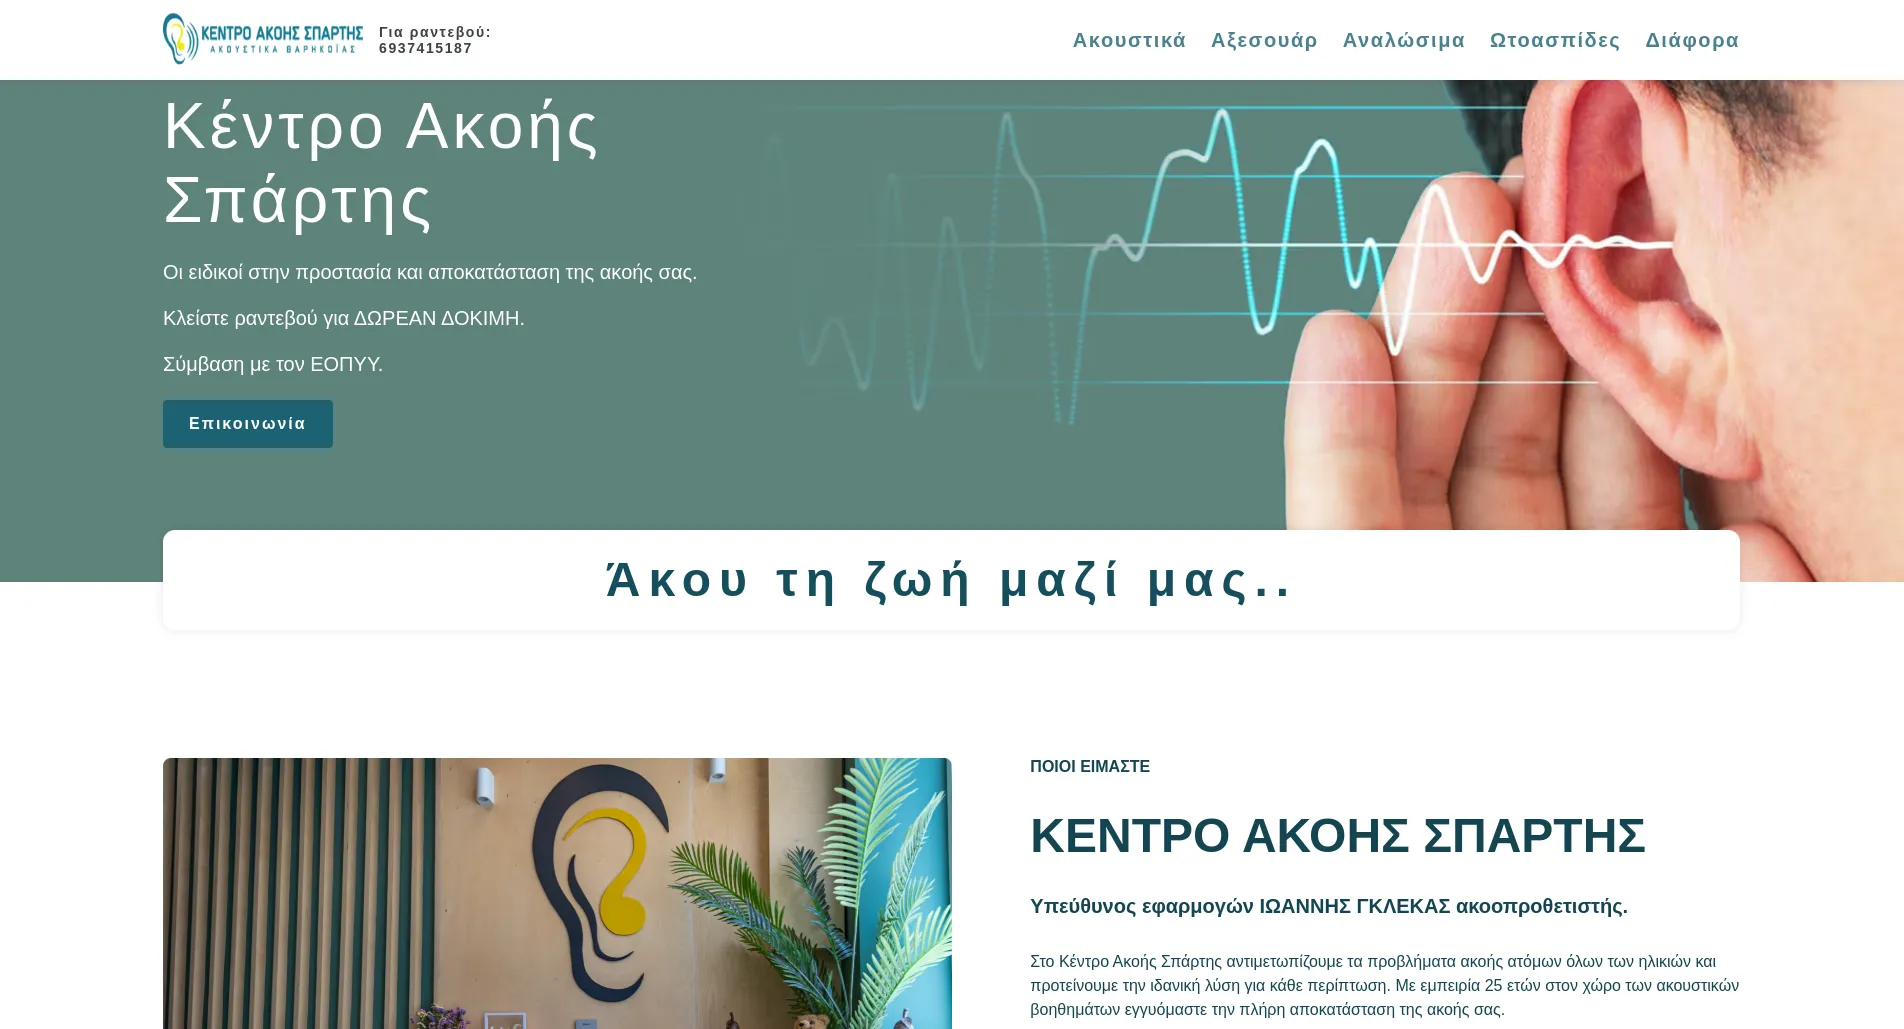 ΚΕΝΤΡΟ ΑΚΟΗΣ ΣΠΑΡΤΗΣ
ΑΚΟΥΣΤΙΚΑ ΒΑΡΗΚΟΪΑΣ
Για ραντεβού:
6937415187
Ακουστικά Αξεσουάρ Αναλώσιμα Ωτοασπίδες Διάφορα
Κέντρο Ακοής
Σπάρτης
Οι ειδικοί στην προστασία και αποκατάσταση της ακοής σας.
Κλείστε ραντεβού για ΔΩΡΕΑΝ ΔΟΚΙΜΗ.
Σύμβαση με τον ΕΟΠΥΥ.
Επικοινωνία
Άκου τη ζωή μαζί μας..
ΠΟΙΟΙ ΕΙΜΑΣΤΕ
ΚΕΝΤΡΟ ΑΚΟΗΣ ΣΠΑΡΤΗΣ
Υπεύθυνος εφαρμογών ΙΩΑΝΝΗΣ ΓΚΛΕΚΑΣ ακοοπροθετιστής.
Στο Κέντρο Ακοής Σπάρτης αντιμετωπίζουμε τα προβλήματα ακοής ατόμων όλων των ηλικιών και
προτείνουμε την ιδανική λύση για κάθε περίπτωση. Με εμπειρία 25 ετών στον χώρο των ακουστικών
βοηθημάτων εγγυόμαστε την πλήρη αποκατάσταση της ακοής σας.